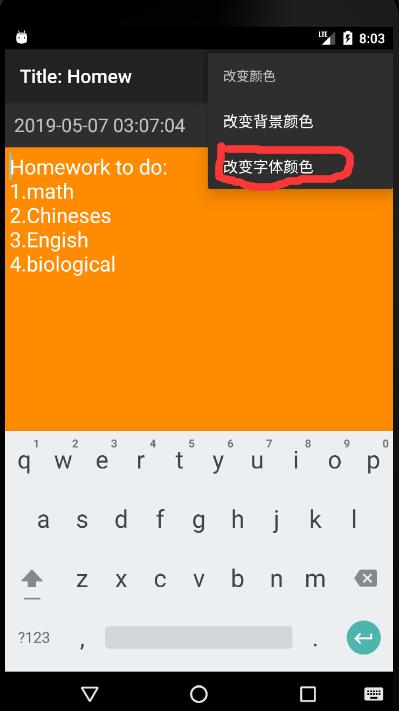 LTE 8:03
Title: Homew
改变颜色
2019-05-07 03:07:04
改变背景颜色
改变字体颜色
Homework to do:
1.math
2.Chineses
3.Engish
4.biological
1 2 3 4 5 6 7 8 9 0
q w e r t y u i o p
a s d f g h j k l
z x c v b n m
?123 , .